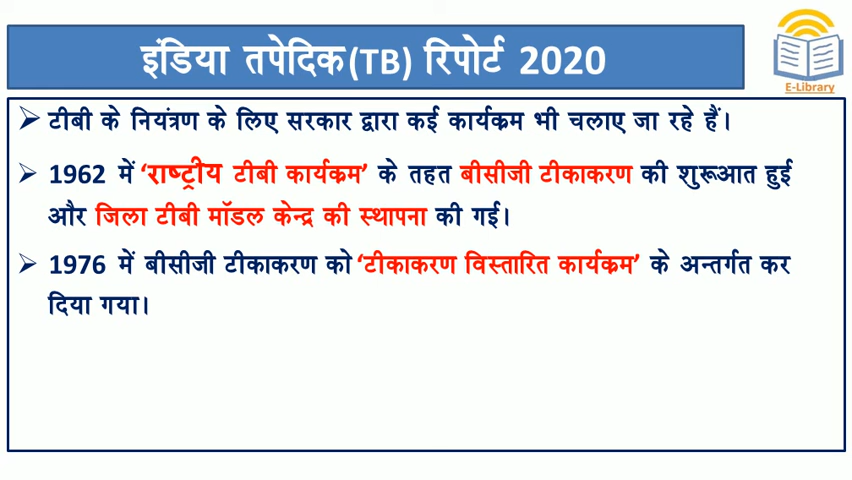 इंडिया तपेदिक(TB) रिपोर्ट 2020
E-Library
➢ टीबी के नियंत्रण के लिए सरकार द्वारा कई कार्यक्रम भी चलाए जा रहे हैं।
➢ 1962 में ‘राष्ट्रीय टीबी कार्यक्रम’ के तहत बीसीजी टीकाकरण की शुरूआत हुई
और जिला टीबी मॉडल केन्द्र की स्थापना की गई।
➢ 1976 में बीसीजी टीकाकरण को ‘टीकाकरण विस्तारित कार्यक्रम’ के अन्तर्गत कर
दिया गया।